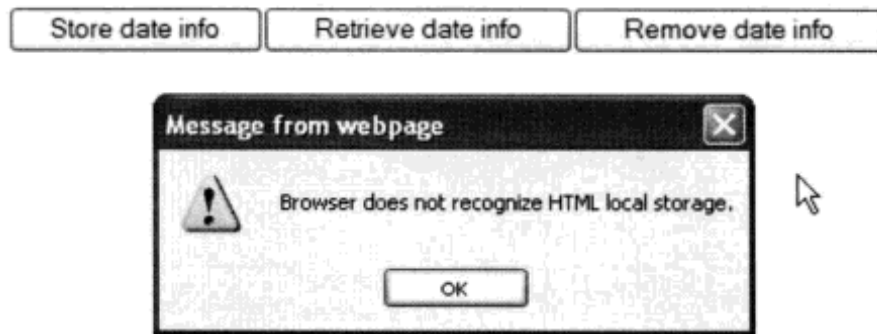 Store date info Retrieve date info Remove date info
Message from webpage
Browser does not recognize HTML local storage.
OK